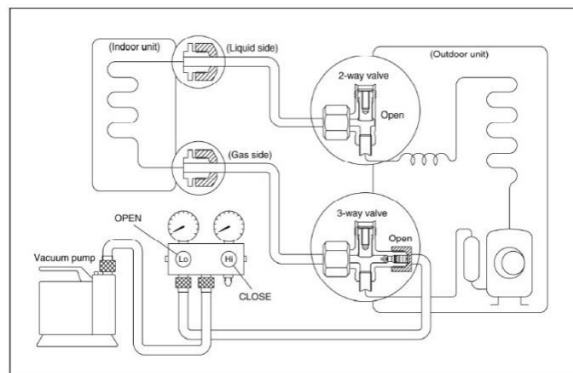 (Indoor unit)
(Liquid side)
2-way valve
(Outdoor unit)
Open
(Gas side)
3-way valve
OPEN
Open
Vacuum pump
Lo
Hi
CLOSE